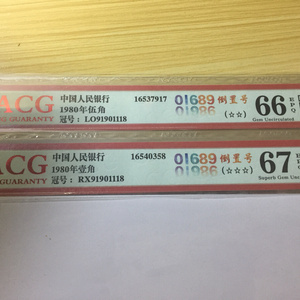 ACG
GUARANTY
中国人民银行
1980年伍角
冠号：LO91901118
16537917
01689 倒置号
01986
(☆☆)
66 EPQ
Gem Uncirculated
ACG
GUARANTY
中国人民银行
1980年壹角
冠号：RX91901118
16540358
01689 倒置号
01986
(☆☆☆)
67 EPQ
Superb Gem Unc